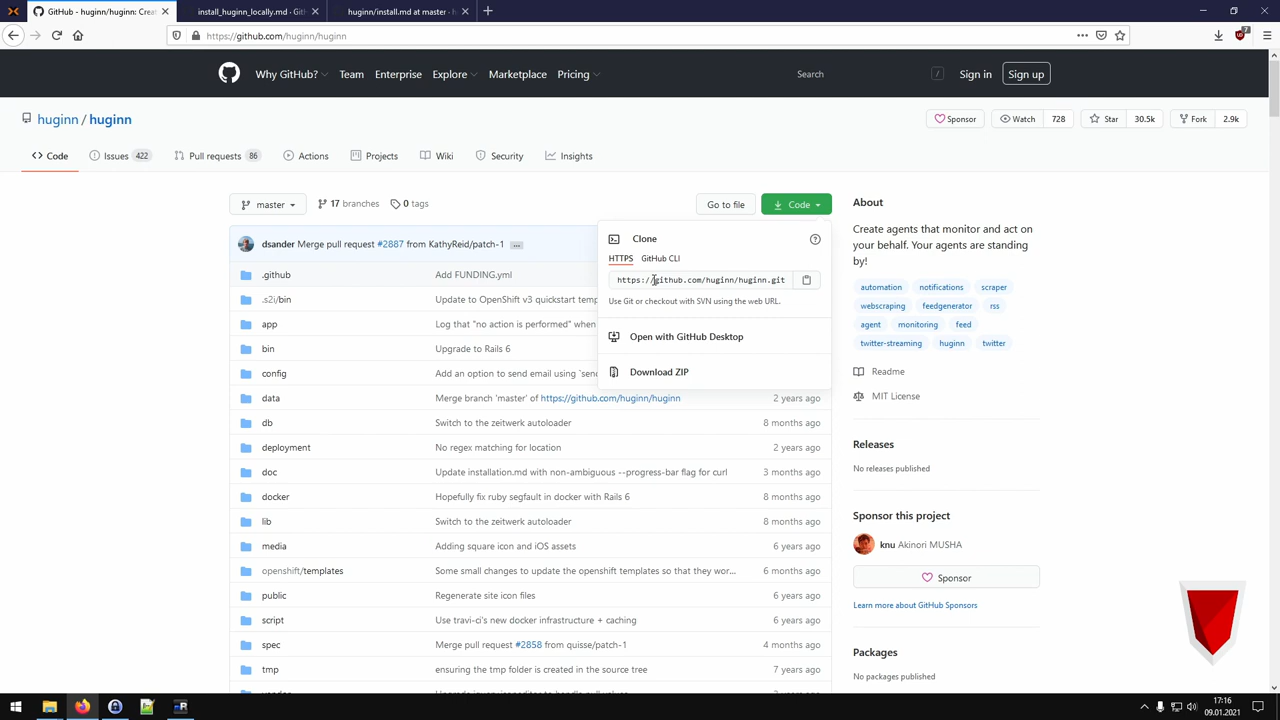 GitHub - huginn/huginn: Creat
install_huginn_locally.md · Gith
huginn/install.md at master · hu
https://github.com/huginn/huginn
7
Why GitHub?
Team
Enterprise
Explore
Marketplace
Pricing
Search
/
Sign in
Sign up
huginn / huginn
Sponsor
Watch 728
Star 30.5k
Fork 2.9k
Code
Issues 422
Pull requests 86
Actions
Projects
Wiki
Security
Insights
master
17 branches
0 tags
Go to file
Code
dsander Merge pull request #2887 from KathyReid/patch-1 ...
.github Add FUNDING.yml
.s2i/bin Update to OpenShift v3 quickstart temp
app Log that "no action is performed" when
bin Upgrade to Rails 6
config Add an option to send email using `send
data Merge branch 'master' of https://github.com/huginn/huginn 2 years ago
db Switch to the zeitwerk autoloader 8 months ago
deployment No regex matching for location 2 years ago
doc Update installation.md with non-ambiguous --progress-bar flag for curl 3 months ago
docker Hopefully fix ruby segfault in docker with Rails 6 8 months ago
lib Switch to the zeitwerk autoloader 8 months ago
media Adding square icon and iOS assets 6 years ago
openshift/templates Some small changes to update the openshift templates so that they wor... 6 months ago
public Regenerate site icon files 6 years ago
script Use travi-ci's new docker infrastructure + caching 6 years ago
spec Merge pull request #2858 from quisse/patch-1 4 months ago
tmp ensuring the tmp folder is created in the source tree 7 years ago
Clone
HTTPS GitHub CLI
https://github.com/huginn/huginn.git
Use Git or checkout with SVN using the web URL.
Open with GitHub Desktop
Download ZIP
About
Create agents that monitor and act on
your behalf. Your agents are standing
by!
automation notifications scraper
webscraping feedgenerator rss
agent monitoring feed
twitter-streaming huginn twitter
Readme
MIT License
Releases
No releases published
Sponsor this project
knu Akinori MUSHA
Sponsor
Learn more about GitHub Sponsors
Packages
No packages published
17:16
09.01.2021